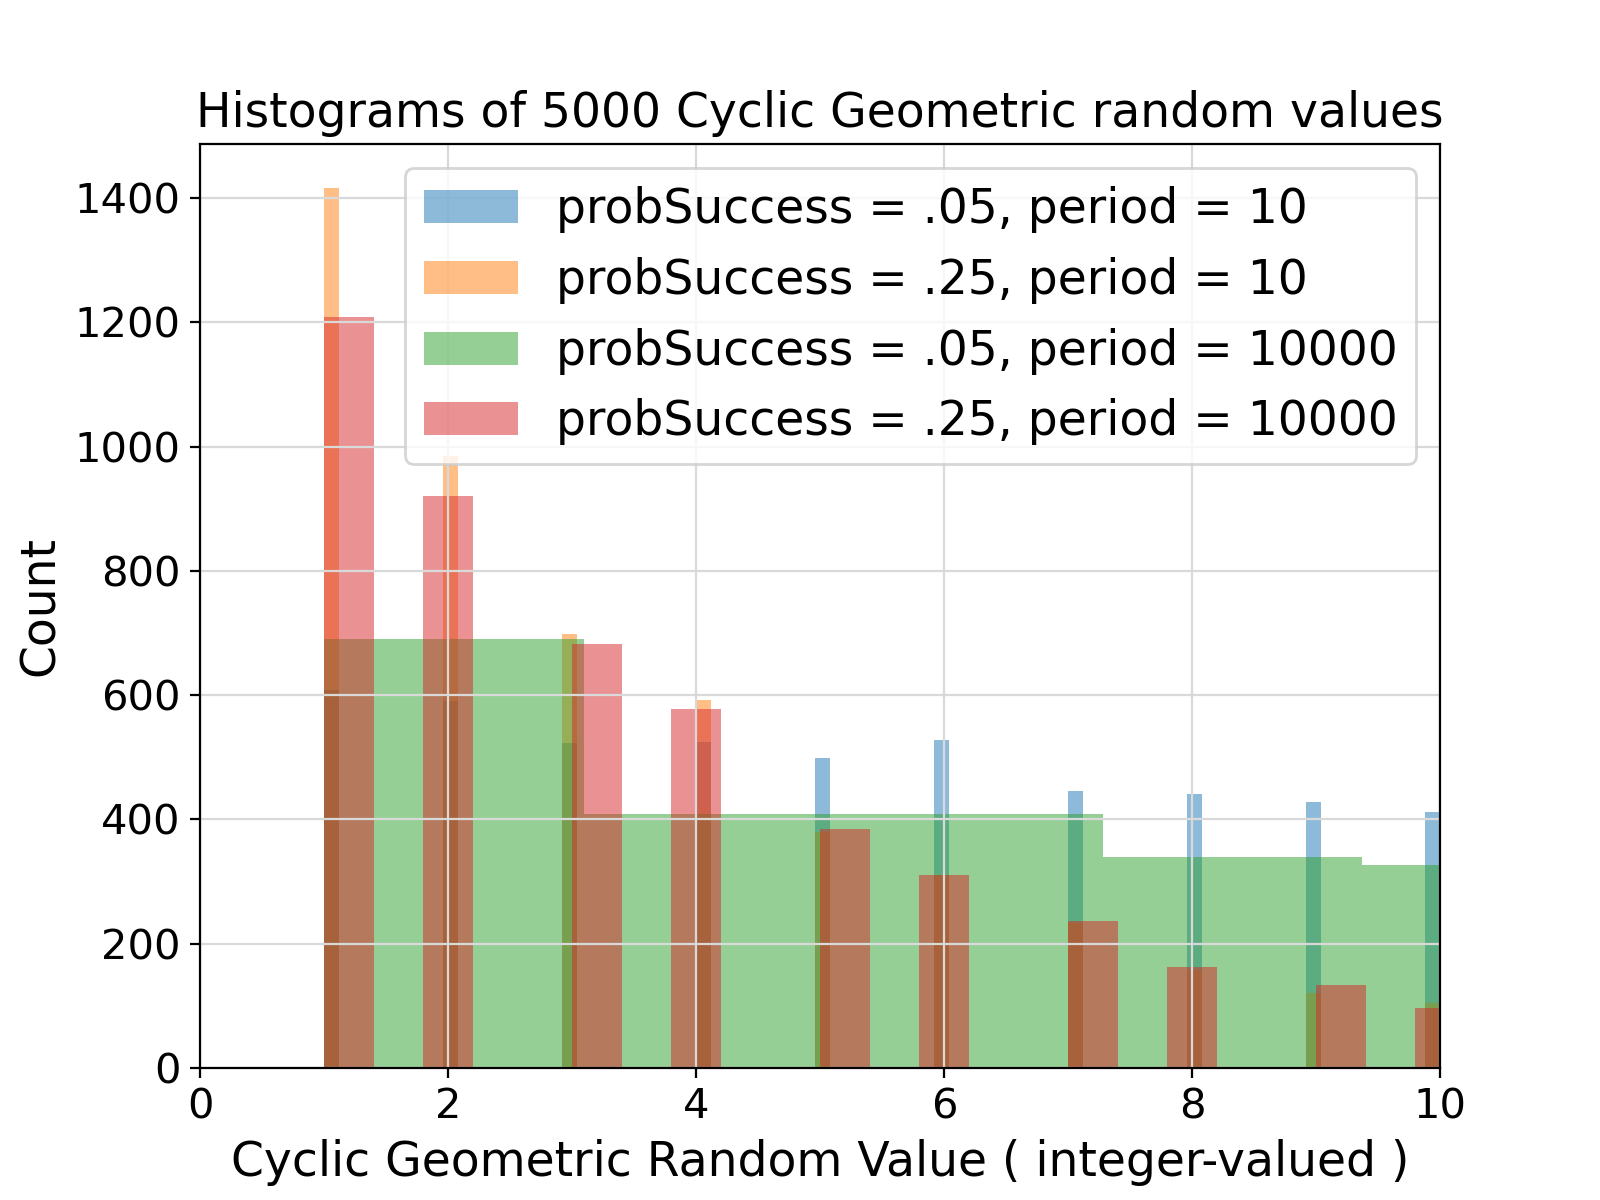 Histograms of 5000 Cyclic Geometric random values
probSuccess = .05, period = 10
probSuccess = .25, period = 10
probSuccess = .05, period = 10000
probSuccess = .25, period = 10000
1400
1200
1000
800
600
400
200
0
Count
0 2 4 6 8 10
Cyclic Geometric Random Value ( integer-valued )